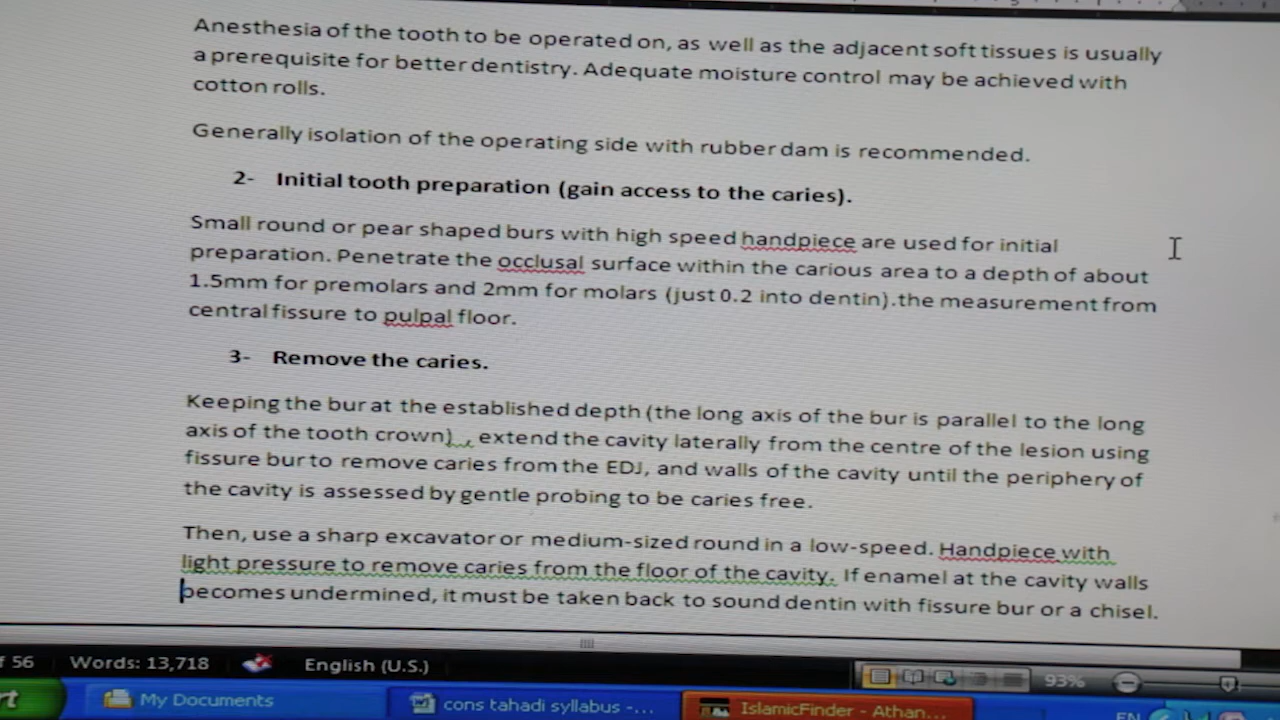 Anesthesia of the tooth to be operated on, as well as the adjacent soft tissues is usually
a prerequisite for better dentistry. Adequate moisture control may be achieved with
cotton rolls.
Generally isolation of the operating side with rubber dam is recommended.
2- Initial tooth preparation (gain access to the caries).
Small round or pear shaped burs with high speed handpiece are used for initial
preparation. Penetrate the occlusal surface within the carious area to a depth of about
1.5mm for premolars and 2mm for molars (just 0.2 into dentin).the measurement from
central fissure to pulpal floor.
3- Remove the caries.
Keeping the bur at the established depth (the long axis of the bur is parallel to the long
axis of the tooth crown) , extend the cavity laterally from the centre of the lesion using
fissure bur to remove caries from the EDJ, and walls of the cavity until the periphery of
the cavity is assessed by gentle probing to be caries free.
Then, use a sharp excavator or medium-sized round in a low-speed. Handpiece with
light pressure to remove caries from the floor of the cavity. If enamel at the cavity walls
becomes undermined, it must be taken back to sound dentin with fissure bur or a chisel.
f 56 Words: 13,718 English (U.S.) 93%
rt My Documents cons tahadi syllabus -... IslamicFinder - Athan... EN